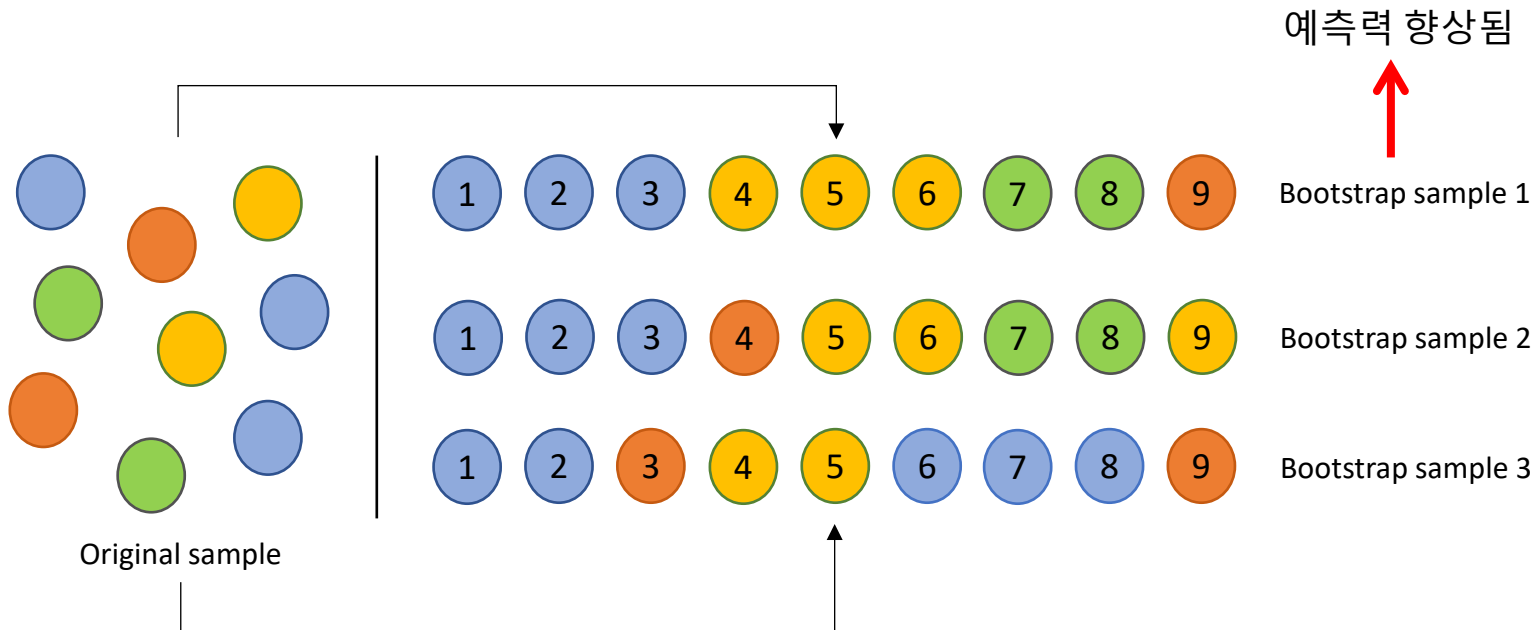 예측력 향상됨
1 2 3 4 5 6 7 8 9 Bootstrap sample 1
1 2 3 4 5 6 7 8 9 Bootstrap sample 2
1 2 3 4 5 6 7 8 9 Bootstrap sample 3
Original sample